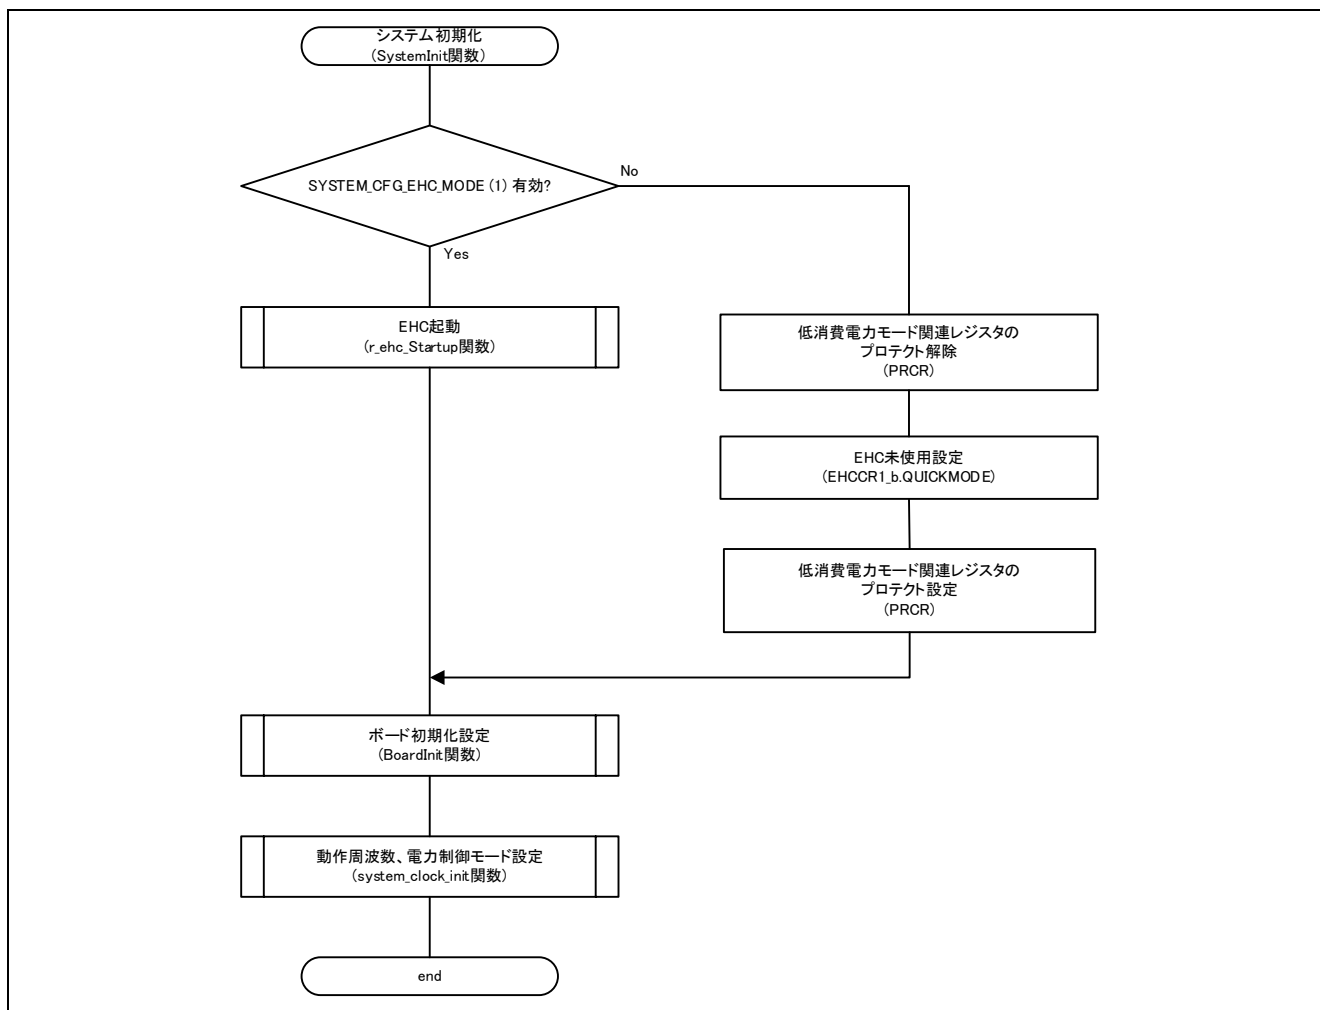 システム初期化
(SystemInit関数)
SYSTEM_CFG_EHC_MODE (1) 有効?
No
Yes
EHC起動
(r_ehc_Startup関数)
低消費電力モード関連レジスタの
プロテクト解除
(PRCR)
EHC未使用設定
(EHCCR1_b.QUICKMODE)
低消費電力モード関連レジスタの
プロテクト設定
(PRCR)
ボード初期化設定
(BoardInit関数)
動作周波数、電力制御モード設定
(system_clock_init関数)
end